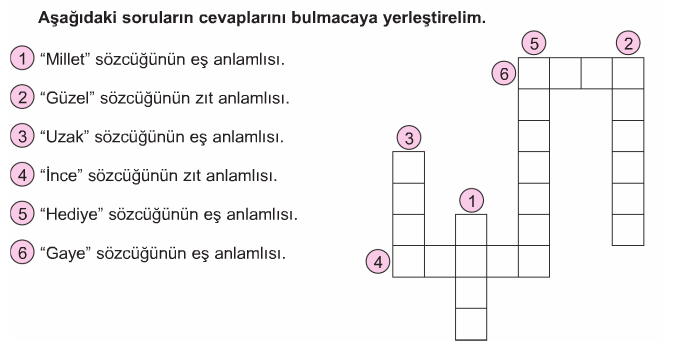 Aşağıdaki soruların cevaplarını bulmacaya yerleştirelim.
1 “Millet” sözcüğünün eş anlamlısı.
2 “Güzel” sözcüğünün zıt anlamlısı.
3 “Uzak” sözcüğünün eş anlamlısı.
4 “İnce” sözcüğünün zıt anlamlısı.
5 “Hediye” sözcüğünün eş anlamlısı.
6 “Gaye” sözcüğünün eş anlamlısı.
5 2
6
3
1
4